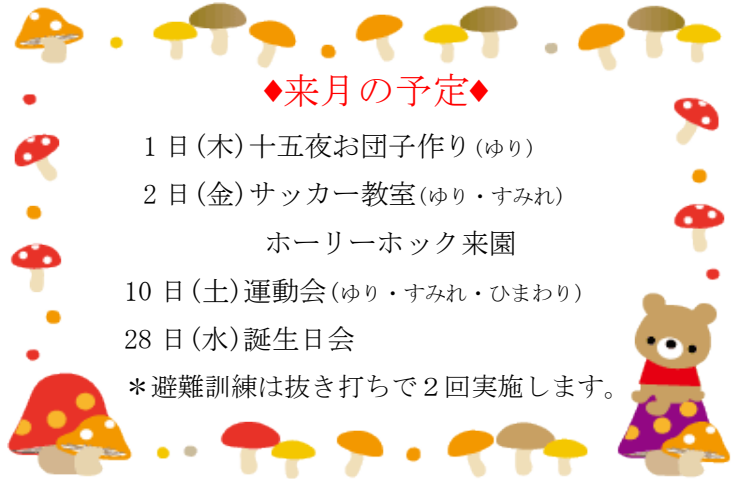 ♦来月の予定♦
1 日(木)十五夜お団子作り(ゆり)
2 日(金)サッカー教室(ゆり・すみれ)
ホーリーホック来園
10 日(土)運動会(ゆり・すみれ・ひまわり)
28 日(水)誕生日会
＊避難訓練は抜き打ちで２回実施します。